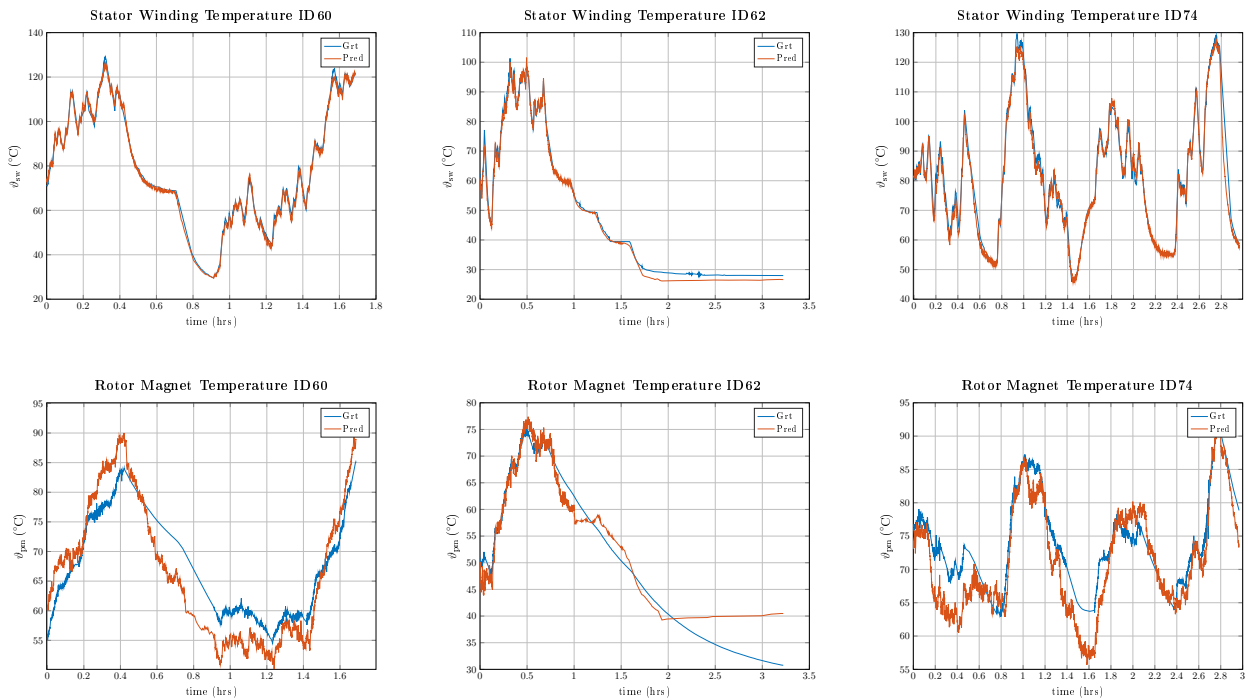 Stator Winding Temperature ID60
140
120
100
80
60
40
20
0 0.2 0.4 0.6 0.8 1 1.2 1.4 1.6 1.8
ϑsw (°C)
time (hrs)
Grt
Pred
Stator Winding Temperature ID62
110
100
90
80
70
60
50
40
30
20
0 0.5 1 1.5 2 2.5 3 3.5
ϑsw (°C)
time (hrs)
Grt
Pred
Stator Winding Temperature ID74
130
120
110
100
90
80
70
60
50
40
0.2 0.4 0.6 0.8 1 1.2 1.4 1.6 1.8 2 2.2 2.4 2.6 2.8
ϑsw (°C)
time (hrs)
Grt
Pred
Rotor Magnet Temperature ID60
95
90
85
80
75
70
65
60
55
0 0.2 0.4 0.6 0.8 1 1.2 1.4 1.6
ϑpm (°C)
time (hrs)
Grt
Pred
Rotor Magnet Temperature ID62
80
75
70
65
60
55
50
45
40
35
30
0 0.5 1 1.5 2 2.5 3 3.5
ϑpm (°C)
time (hrs)
Grt
Pred
Rotor Magnet Temperature ID74
95
90
85
80
75
70
65
60
55
0 0.2 0.4 0.6 0.8 1 1.2 1.4 1.6 1.8 2 2.2 2.4 2.6 2.8 3
ϑpm (°C)
time (hrs)
Grt
Pred